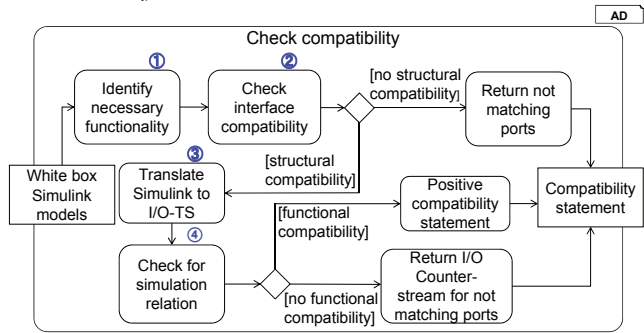 AD
Check compatibility
①
Identify
necessary
functionality
②
Check
interface
compatibility
[no structural
compatibility]
Return not
matching
ports
White box
Simulink
models
③
Translate
Simulink to
I/O-TS
[structural
compatibility]
[functional
compatibility]
Positive
compatibility
statement
Compatibility
statement
④
Check for
simulation
relation
[no functional
compatibility]
Return I/O
Counter-
stream for not
matching ports